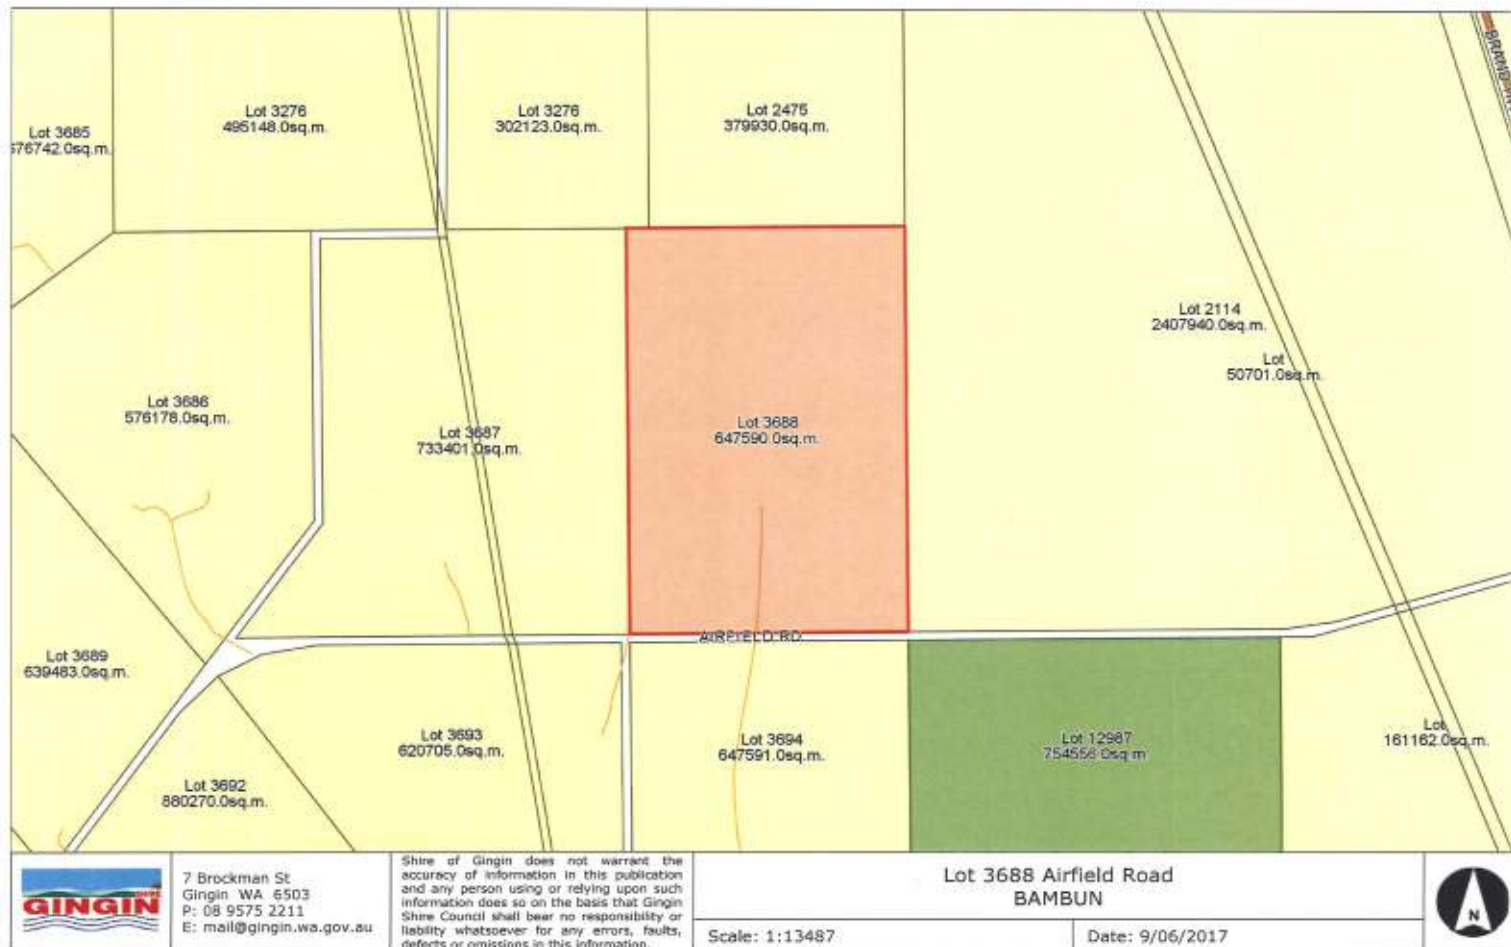 Lot 3276
495148.0sq.m.
Lot 3276
302123.0sq.m.
Lot 2475
379930.0sq.m.
BRAND
Lot 3685
76742.0sq.m.
Lot 2114
2407940.0sq.m.
Lot
50701.0sq.m.
Lot 3686
576178.0sq.m.
Lot 3687
733401.0sq.m.
Lot 3688
647590.0sq.m.
AIRFIELD RD
Lot 3689
639483.0sq.m.
Lot 3693
620705.0sq.m.
Lot 3694
647591.0sq.m.
Lot 12987
754556.0sq.m
Lot
161162.0sq.m.
Lot 3692
880270.0sq.m.
SHIRE
GINGIN
7 Brockman St
Gingin WA 6503
P: 08 9575 2211
E: mail@gingin.wa.gov.au
Shire of Gingin does not warrant the
accuracy of information in this publication
and any person using or relying upon such
information does so on the basis that Gingin
Shire Council shall bear no responsibility or
liability whatsoever for any errors, faults,
defects or omissions in this information.
Lot 3688 Airfield Road
BAMBUN
Scale: 1:13487
Date: 9/06/2017
N